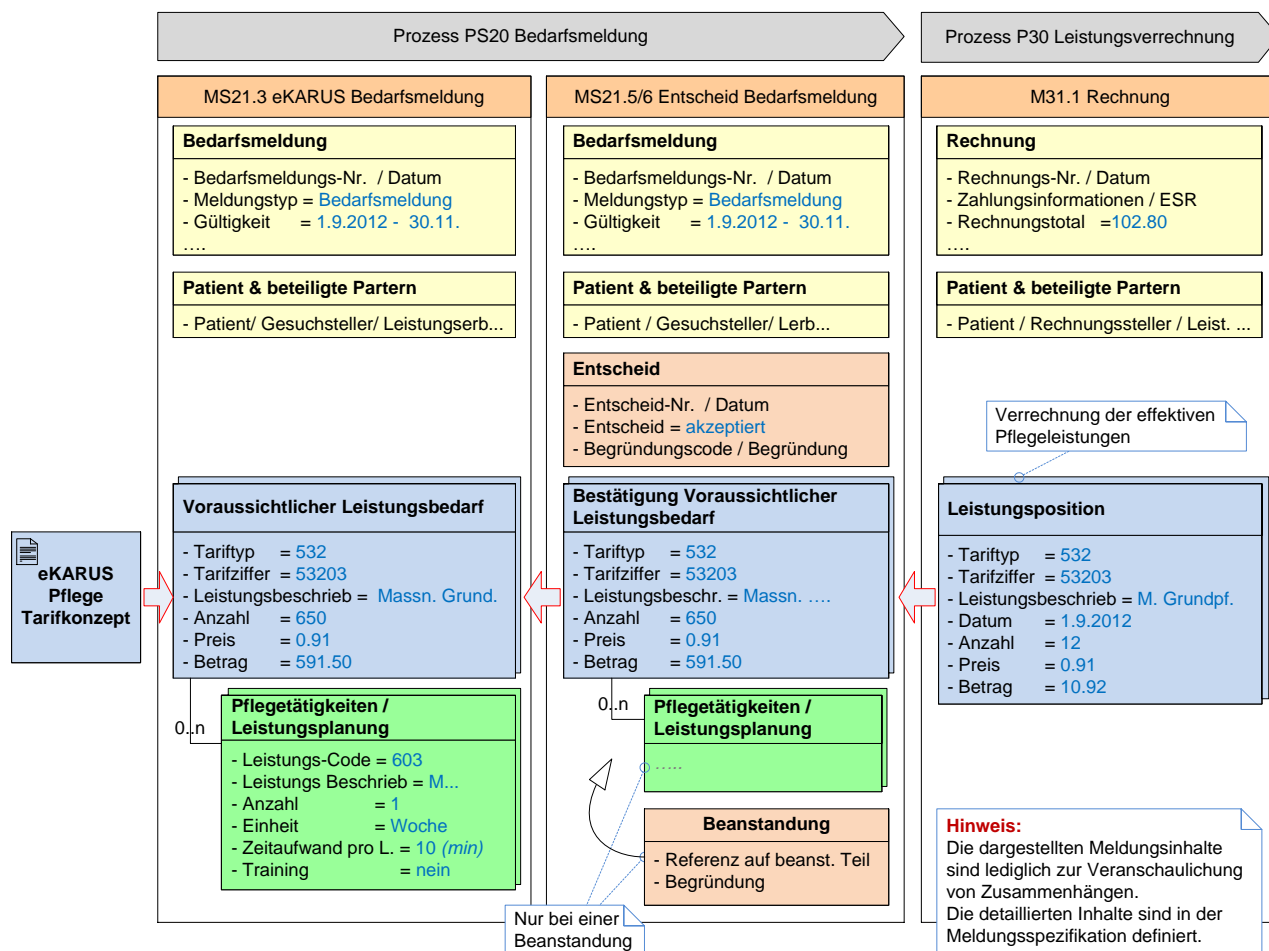 Prozess PS20 Bedarfsmeldung
Prozess P30 Leistungsverrechnung
MS21.3 eKARUS Bedarfsmeldung
Bedarfsmeldung
- Bedarfsmeldungs-Nr. / Datum
- Meldungstyp = Bedarfsmeldung
- Gültigkeit = 1.9.2012 - 30.11.
….
Patient & beteiligte Partern
- Patient/ Gesuchsteller/ Leistungserb...
eKARUS
Pflege
Tarifkonzept
Voraussichtlicher Leistungsbedarf
- Tariftyp = 532
- Tarifziffer = 53203
- Leistungsbeschrieb = Massn. Grund.
- Anzahl = 650
- Preis = 0.91
- Betrag = 591.50
0..n
Pflegetätigkeiten /
Leistungsplanung
- Leistungs-Code = 603
- Leistungs Beschrieb = M...
- Anzahl = 1
- Einheit = Woche
- Zeitaufwand pro L. = 10 (min)
- Training = nein
MS21.5/6 Entscheid Bedarfsmeldung
Bedarfsmeldung
- Bedarfsmeldungs-Nr. / Datum
- Meldungstyp = Bedarfsmeldung
- Gültigkeit = 1.9.2012 - 30.11.
….
Patient & beteiligte Partern
- Patient / Gesuchsteller/ Lerb...
Entscheid
- Entscheid-Nr. / Datum
- Entscheid = akzeptiert
- Begründungscode / Begründung
Bestätigung Voraussichtlicher
Leistungsbedarf
- Tariftyp = 532
- Tarifziffer = 53203
- Leistungsbeschr. = Massn. ….
- Anzahl = 650
- Preis = 0.91
- Betrag = 591.50
0..n
Pflegetätigkeiten /
Leistungsplanung
- …..
Beanstandung
- Referenz auf beanst. Teil
- Begründung
Nur bei einer
Beanstandung
M31.1 Rechnung
Rechnung
- Rechnungs-Nr. / Datum
- Zahlungsinformationen / ESR
- Rechnungstotal =102.80
….
Patient & beteiligte Partern
- Patient / Rechnungssteller / Leist. ...
Verrechnung der effektiven
Pflegeleistungen
Leistungsposition
- Tariftyp = 532
- Tarifziffer = 53203
- Leistungsbeschrieb = M. Grundpf.
- Datum = 1.9.2012
- Anzahl = 12
- Preis = 0.91
- Betrag = 10.92
Hinweis:
Die dargestellten Meldungsinhalte
sind lediglich zur Veranschaulichung
von Zusammenhängen.
Die detaillierten Inhalte sind in der
Meldungsspezifikation definiert.